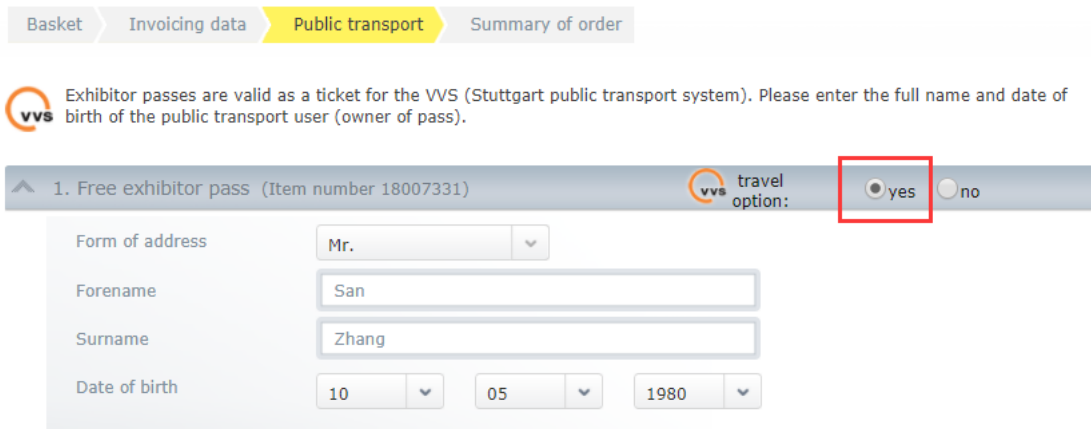 Basket Invoicing data Public transport Summary of order
Exhibitor passes are valid as a ticket for the VVS (Stuttgart public transport system). Please enter the full name and date of
vvs birth of the public transport user (owner of pass).
1. Free exhibitor pass (Item number 18007331) vvs travel option: yes no
Form of address Mr.
Forename San
Surname Zhang
Date of birth 10 05 1980